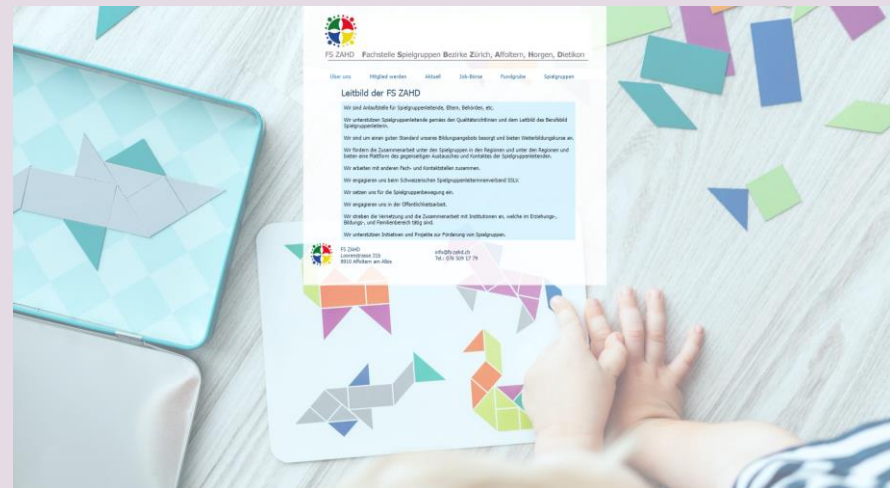 FS ZAHD Fachstelle Spielgruppen Bezirke Zürich, Affoltern, Horgen, Dietikon
Über uns Mitglied werden Aktuell Job-Börse Fundgrube Spielgruppen
Leitbild der FS ZAHD
Wir sind Anlaufstelle für Spielgruppenleitende, Eltern, Behörden, etc.
Wir unterstützen Spielgruppenleitende gemäss den Qualitätsrichtlinien und dem Leitbild des Berufsbild
Spielgruppenleiterin.
Wir sind um einen guten Standard unseres Bildungsangebots besorgt und bieten Weiterbildungskurse an.
Wir fördern die Zusammenarbeit unter den Spielgruppen in den Regionen und unter den Regionen und
bieten eine Plattform des gegenseitigen Austausches und Kontaktes der Spielgruppenleitenden.
Wir arbeiten mit anderen Fach- und Kontaktstellen zusammen.
Wir engagieren uns beim Schweizerischen Spielgruppenleiterinnenverband SSLV.
Wir setzen uns für die Spielgruppenbewegung ein.
Wir engagieren uns in der Öffentlichkeitsarbeit.
Wir streben die Vernetzung und die Zusammenarbeit mit Institutionen an, welche im Erziehungs-,
Bildungs-, und Familienbereich tätig sind.
Wir unterstützen Initiativen und Projekte zur Förderung von Spielgruppen.
FS ZAHD
8910 Affoltern am Albis
info@fs-zahd.ch
Tel.: 076 509 17 79